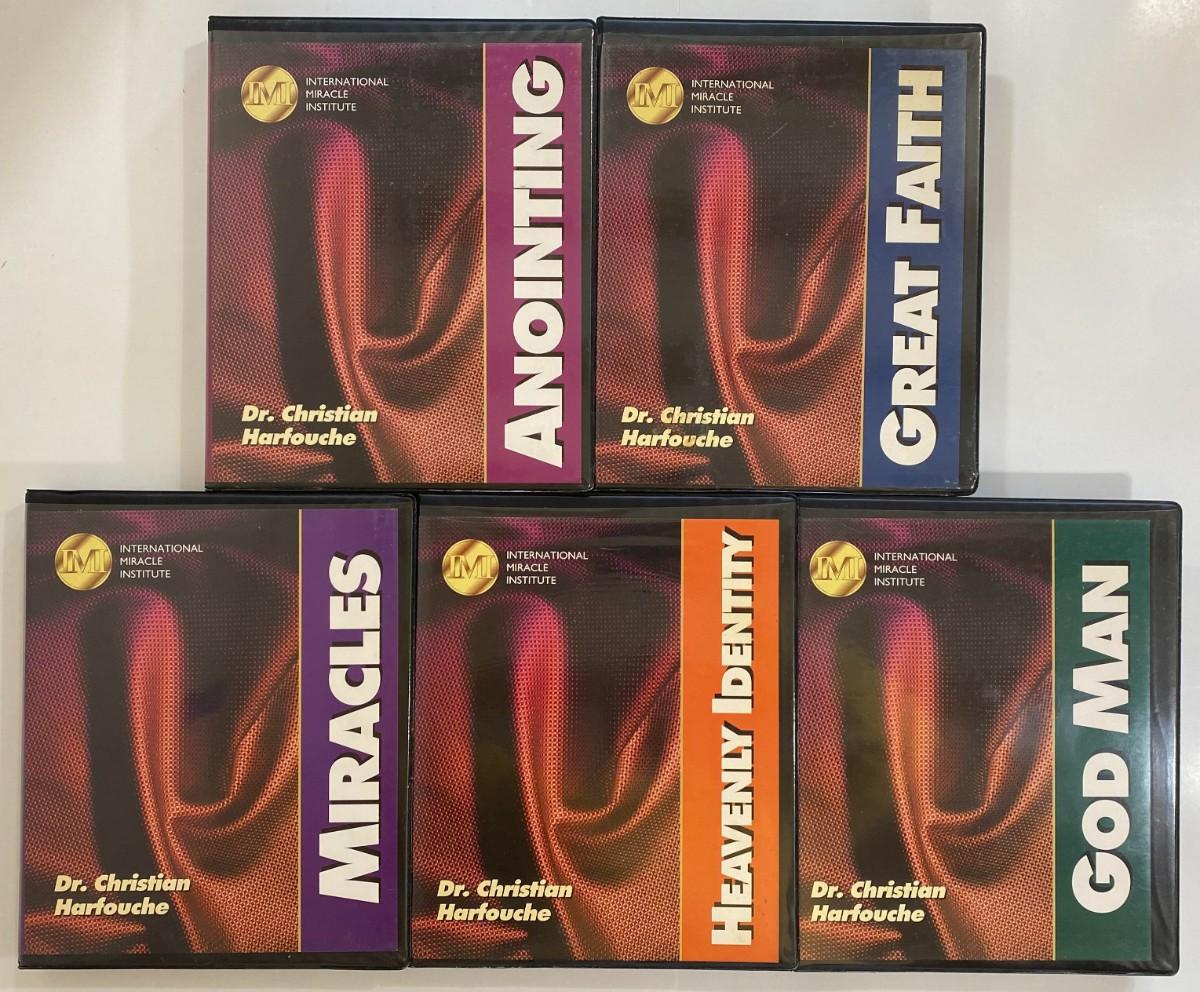 IMI
INTERNATIONAL
MIRACLE
INSTITUTE
ANOINTING
Dr. Christian
Harfouche
IMI
INTERNATIONAL
MIRACLE
INSTITUTE
GREAT FAITH
Dr. Christian
Harfouche
IMI
INTERNATIONAL
MIRACLE
INSTITUTE
MIRACLES
Dr. Christian
Harfouche
IMI
INTERNATIONAL
MIRACLE
INSTITUTE
HEAVENLY IDENTITY
Dr. Christian
Harfouche
IMI
INTERNATIONAL
MIRACLE
INSTITUTE
GOD MAN
Dr. Christian
Harfouche